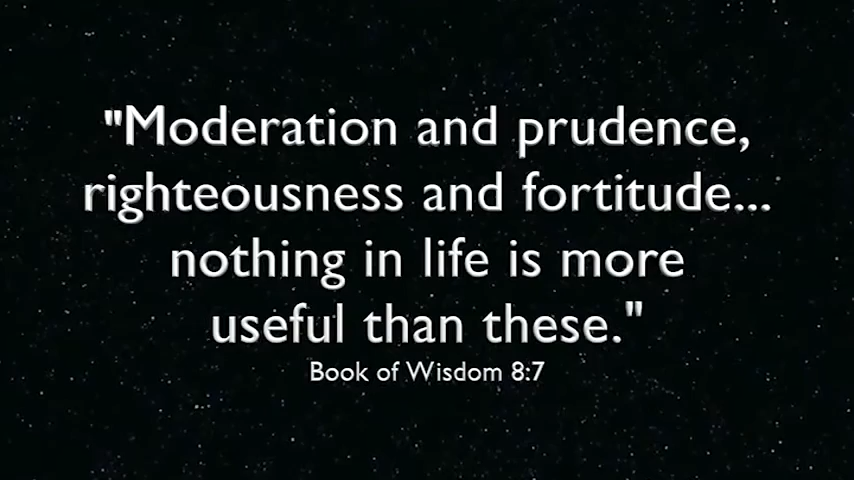 "Moderation and prudence,
righteousness and fortitude...
nothing in life is more
useful than these."
Book of Wisdom 8:7